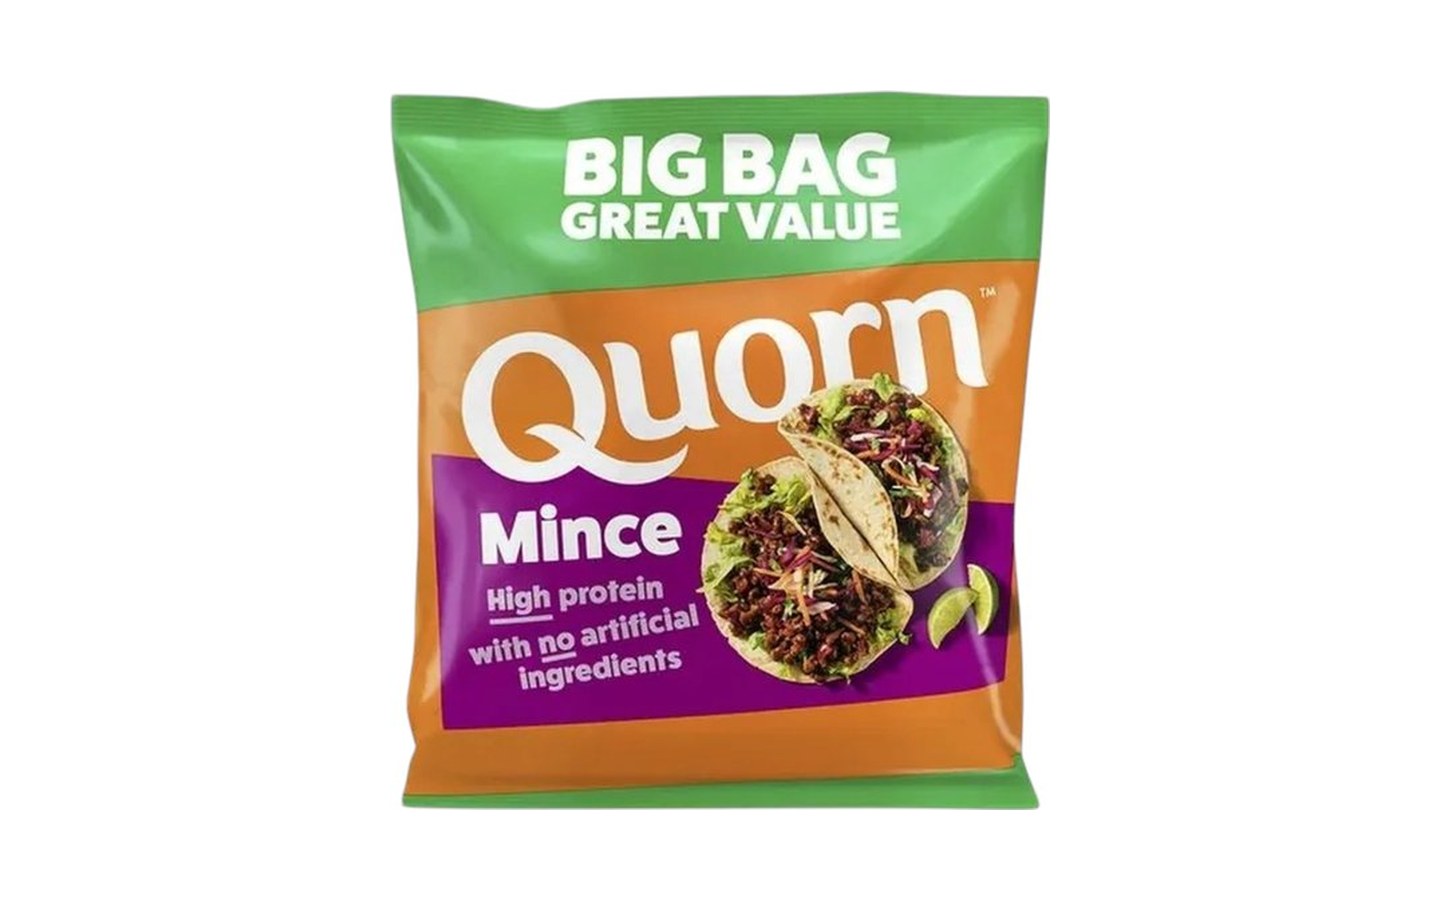 BIG BAG
GREAT VALUE
Quorn™
Mince
High protein
with no artificial
ingredients